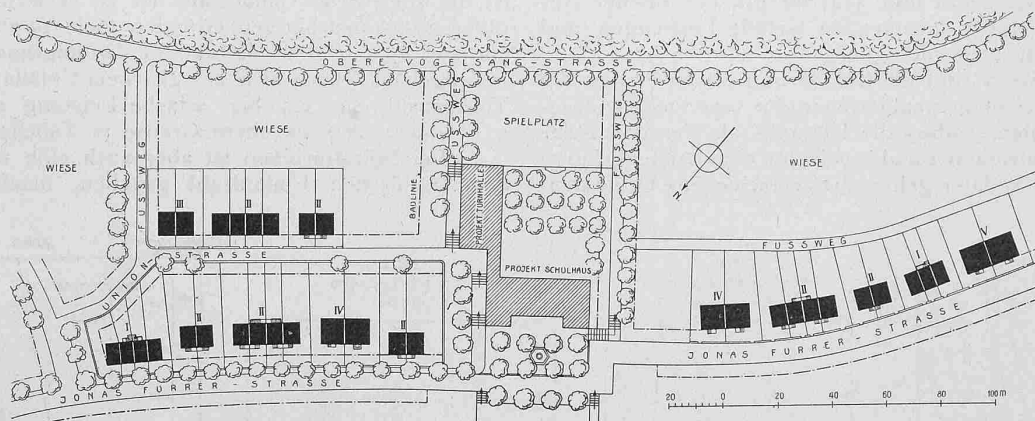 OBERE VOGELSANG-STRASSE
WIESE
WIESE
FUSSWEG
BAULINIE.
FUSSWEG
SPIELPLATZ
FUSSWEG
WIESE
N
III
III
II
PROJEKT TURNHALLE
PROJEKT SCHULHAUS
UNION-STRASSE
FUSSWEG
I
II
II
IV
II
IV
II
II
I
V
JONAS FURRER-STRASSE
JONAS FURRER-STRASSE
20 0 20 40 60 80 100 m